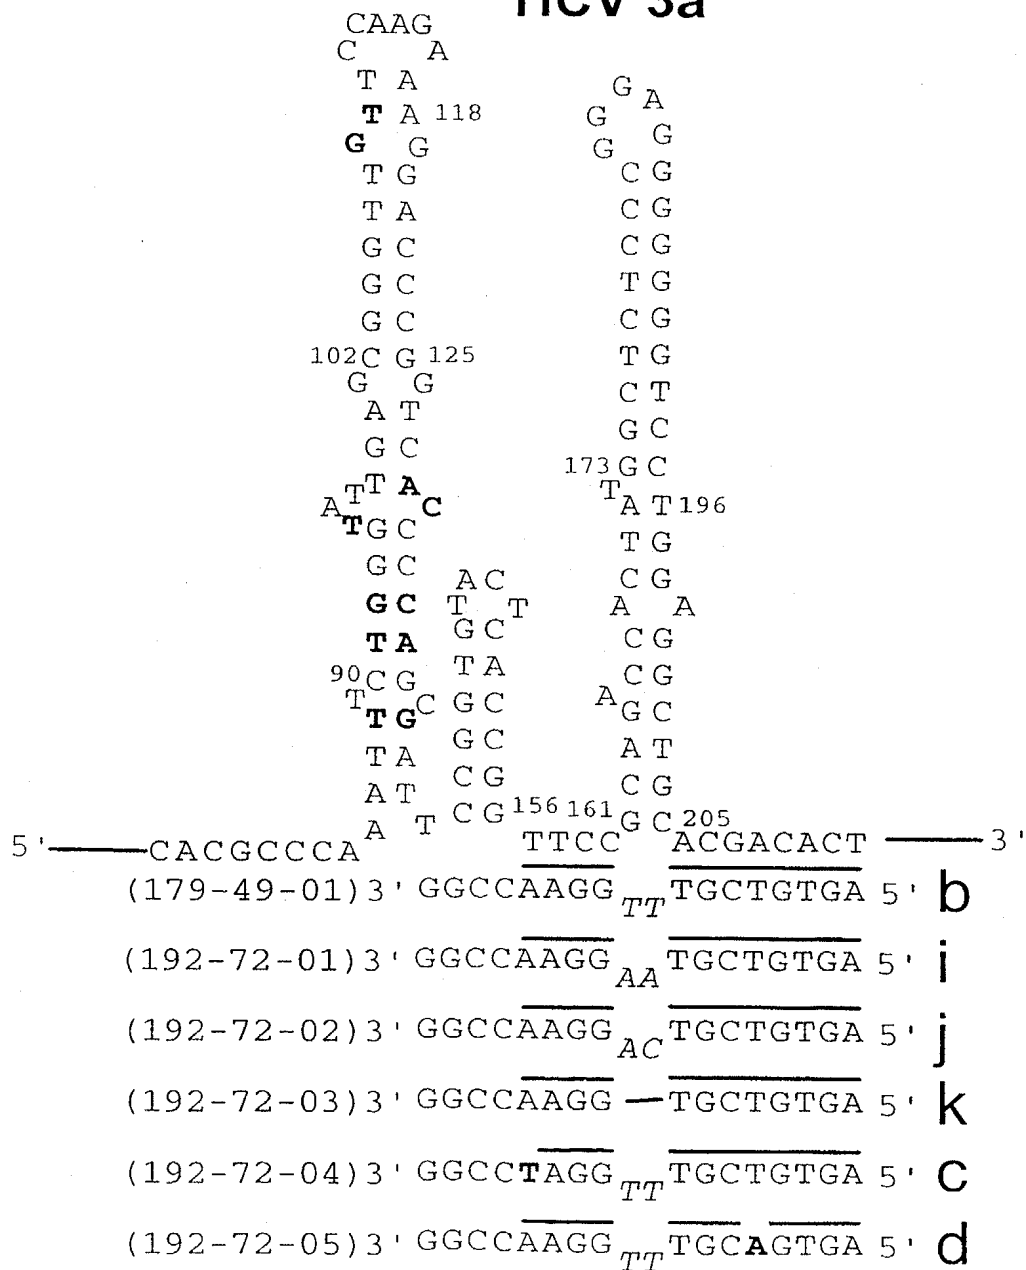 HCV 3a
CAAG
C A
T A
G A
T A 118
G G
G G
G G
T G C G
T A C G
G C C G
G C T G
G C C G
102 C G 125 T G
G G C T
A T G C
G C 173 G C
T T A T
A T G C C A T 196
G C A C T G
G C T T C G
G C A A
T A G C C G
90 C G T A C G
T T G C G C A G C
T A G C A T
A T C G C G
A T C G 156 161 G C 205
5' CACGCCCA TTCC ACGACACT 3'
(179-49-01) 3' GGCCAAGG TT TGCTGTGA 5' b
(192-72-01) 3' GGCCAAGG AA TGCTGTGA 5' i
(192-72-02) 3' GGCCAAGG AC TGCTGTGA 5' j
(192-72-03) 3' GGCCAAGG — TGCTGTGA 5' k
(192-72-04) 3' GGCCTAGG TT TGCTGTGA 5' c
(192-72-05) 3' GGCCAAGG TT TGCAGTGA 5' d